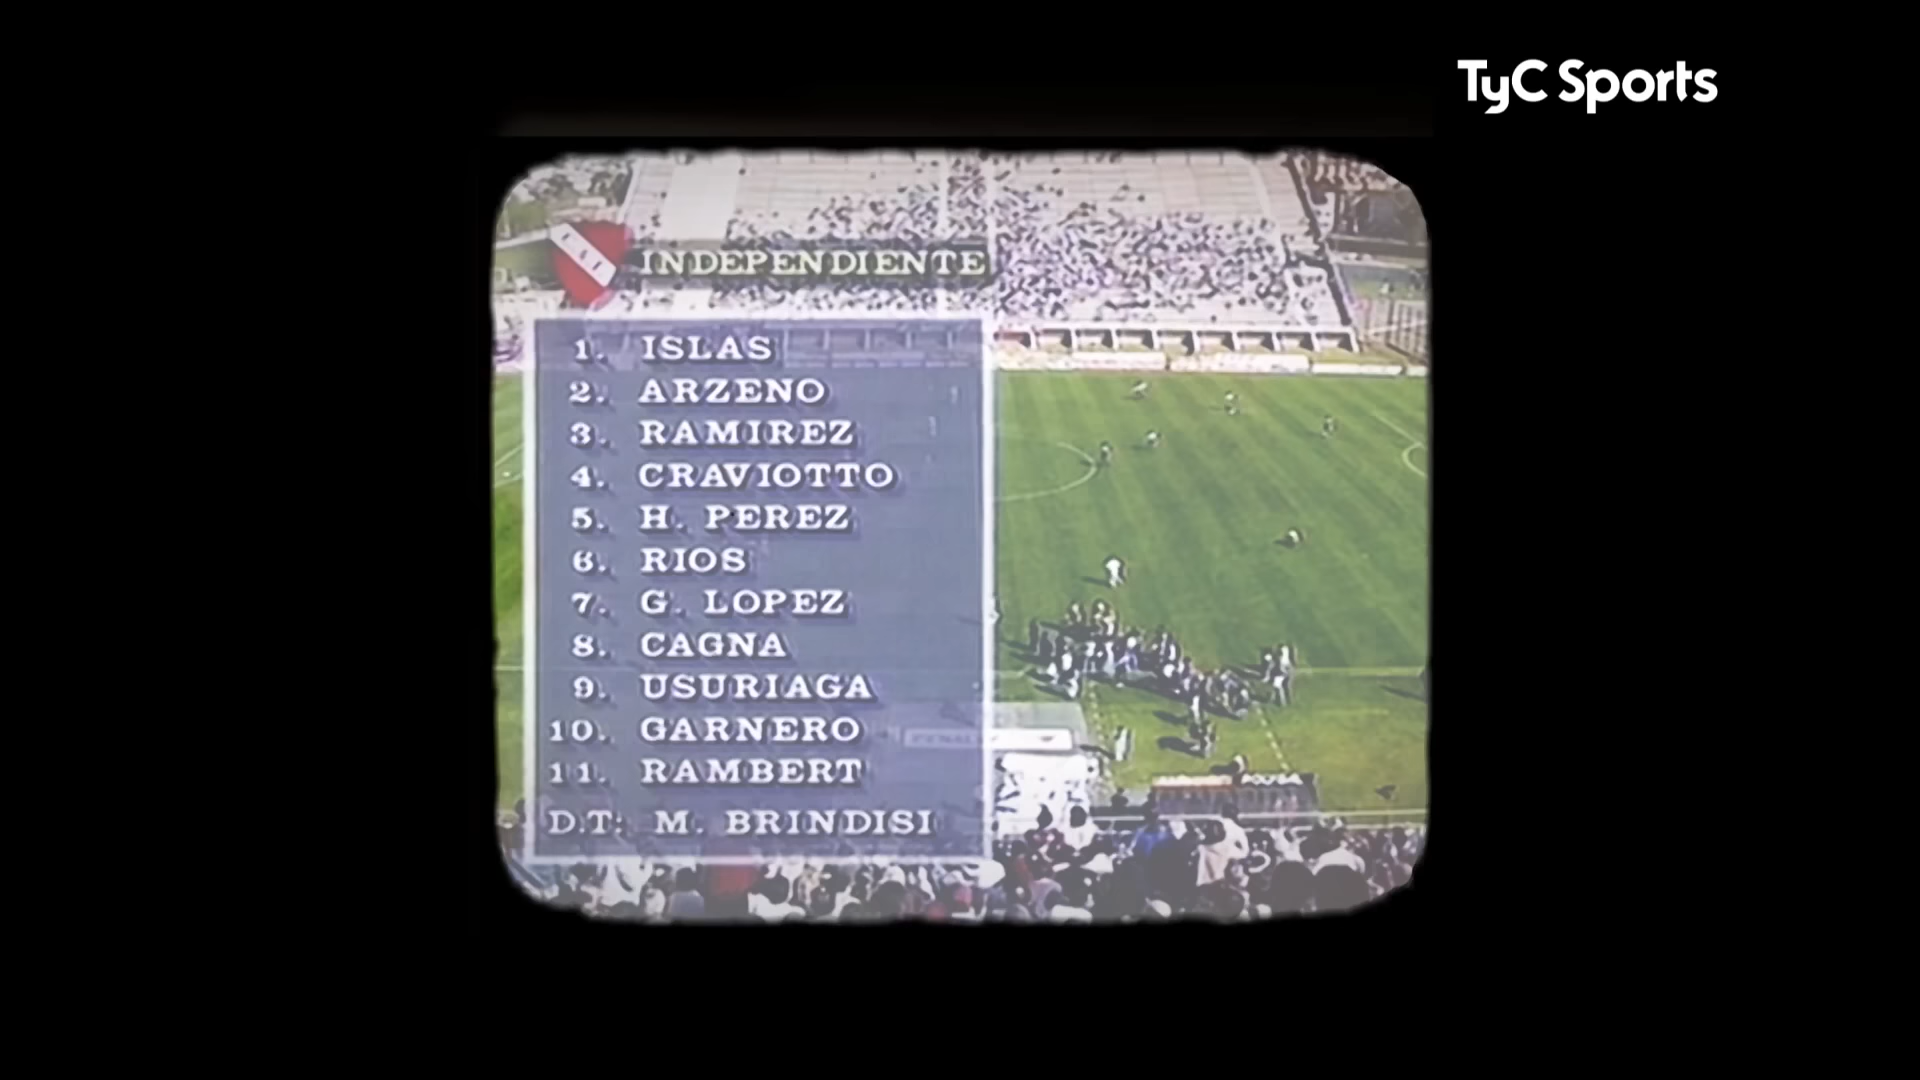 TyC Sports
INDEPENDIENTE
1. ISLAS
2. ARZENO
3. RAMIREZ
4. CRAVIOTTO
5. H. PEREZ
6. RIOS
7. G. LOPEZ
8. CAGNA
9. USURIAGA
10. GARNERO
11. RAMBERT
D.T: M. BRINDISI